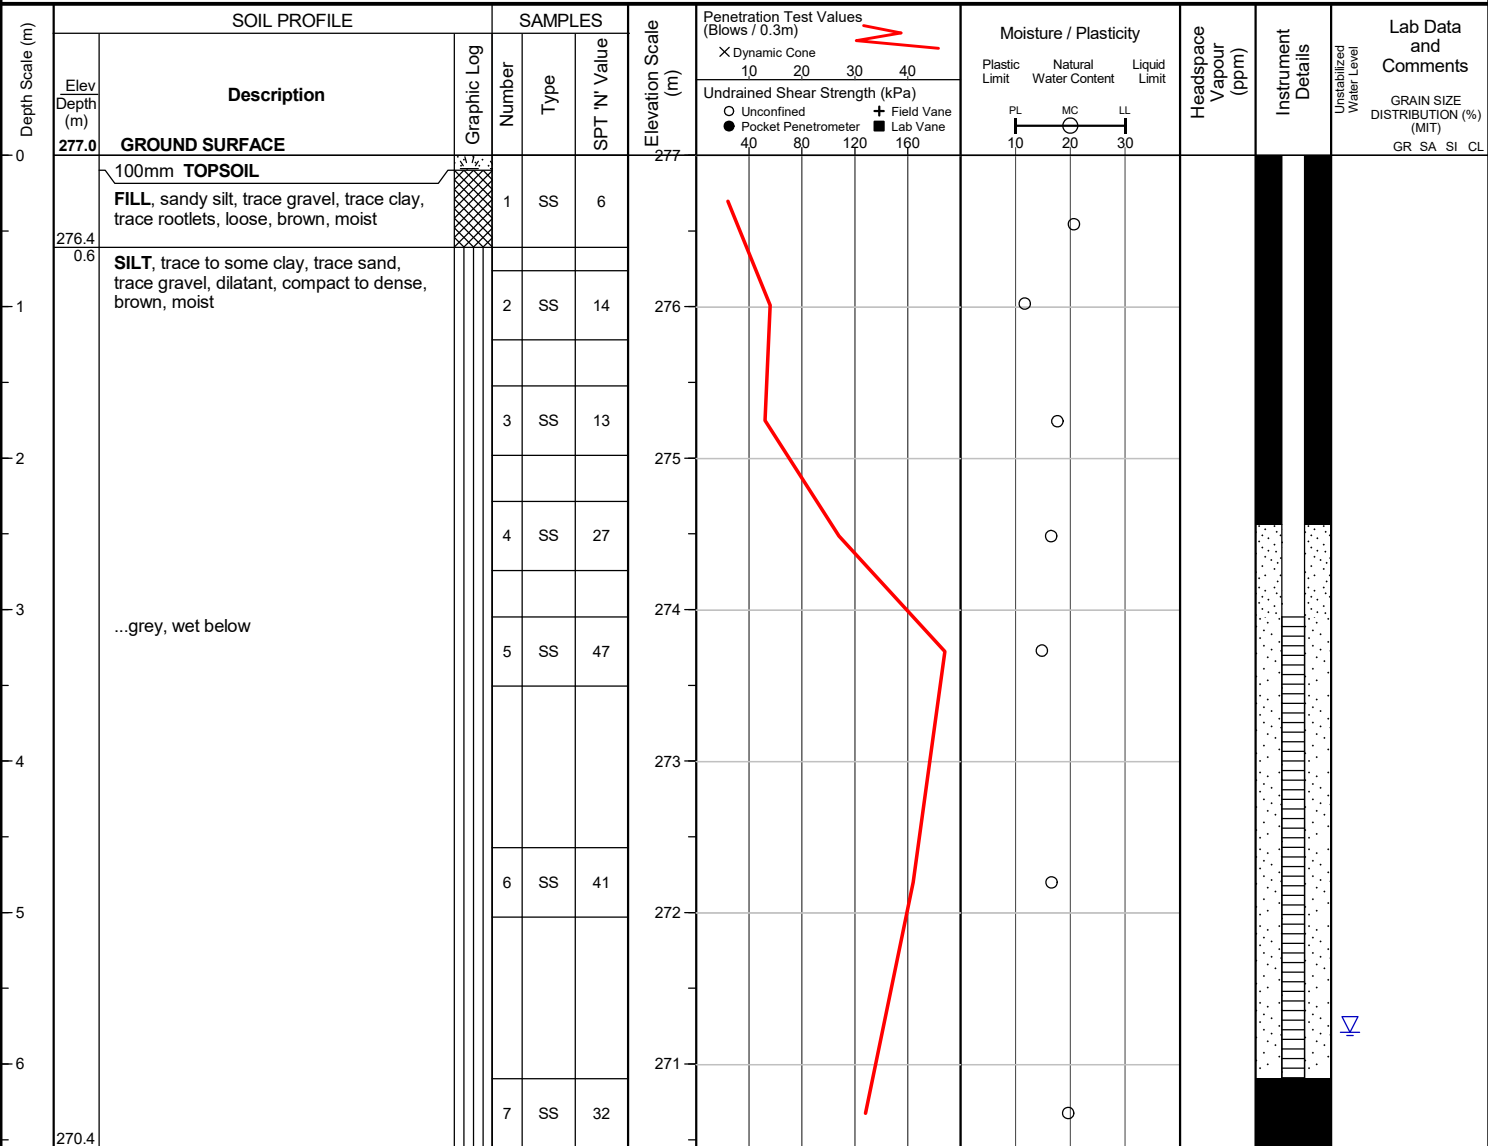 SOIL PROFILE
SAMPLES
Depth Scale (m)
Elev
Depth
(m)
Description
Graphic Log
Number
Type
SPT 'N' Value
Elevation Scale
(m)
Penetration Test Values
(Blows / 0.3m)
Dynamic Cone
10 20 30 40
Undrained Shear Strength (kPa)
Unconfined Field Vane
Pocket Penetrometer Lab Vane
40 80 120 160
Moisture / Plasticity
Plastic Natural Liquid
Limit Water Content Limit
PL MC LL
10 20 30
Headspace
Vapour
(ppm)
Instrument
Details
Unstabilized
Water Level
Lab Data
and
Comments
GRAIN SIZE
DISTRIBUTION (%)
(MIT)
GR SA SI CL
277.0 GROUND SURFACE
0
277
100mm TOPSOIL
FILL, sandy silt, trace gravel, trace clay,
trace rootlets, loose, brown, moist
1 SS 6
276.4
0.6
SILT, trace to some clay, trace sand,
trace gravel, dilatant, compact to dense,
brown, moist
1
2 SS 14
276
3 SS 13
2
275
4 SS 27
3
274
...grey, wet below
5 SS 47
4
273
6 SS 41
5
272
6
271
7 SS 32
270.4